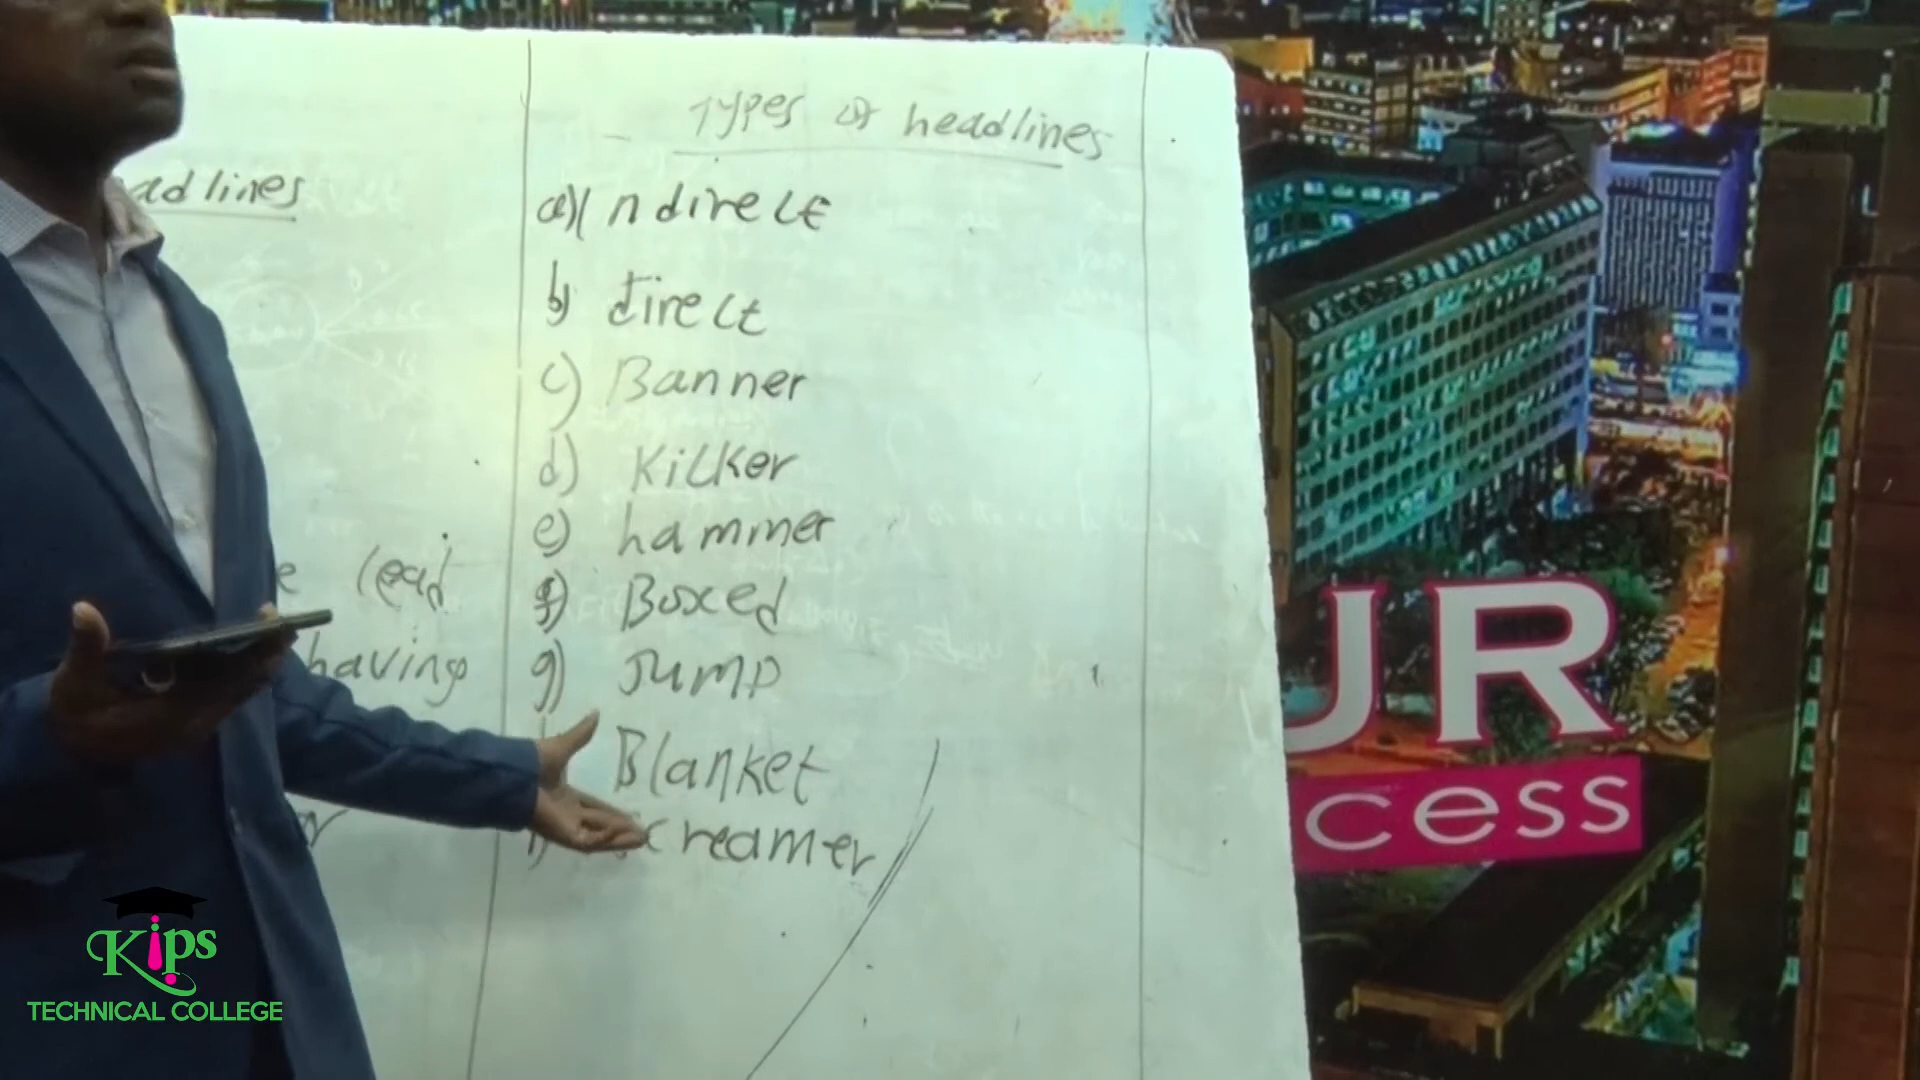 Types of headlines
adlines
a) Indirect
b) direct
c) Banner
d) Kicker
e) hammer
f) Boxed
e lead
g) Jump
having
Blanket
screamer
UR
cess
Kips
TECHNICAL COLLEGE